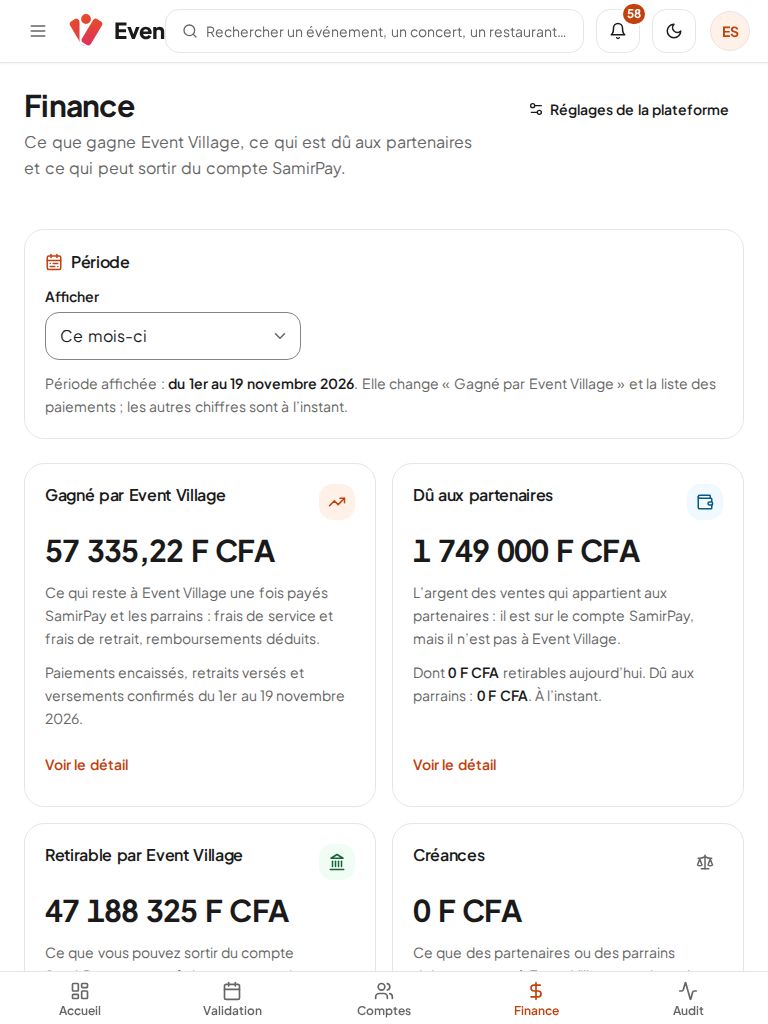 Even
Rechercher un événement, un concert, un restaurant…
58
ES
Finance
Réglages de la plateforme
Ce que gagne Event Village, ce qui est dû aux partenaires
et ce qui peut sortir du compte SamirPay.
Période
Afficher
Ce mois-ci
Période affichée : du 1er au 19 novembre 2026. Elle change « Gagné par Event Village » et la liste des
paiements ; les autres chiffres sont à l'instant.
Gagné par Event Village
57 335,22 F CFA
Ce qui reste à Event Village une fois payés
SamirPay et les parrains : frais de service et
frais de retrait, remboursements déduits.
Paiements encaissés, retraits versés et
versements confirmés du 1er au 19 novembre
2026.
Voir le détail
Dû aux partenaires
1 749 000 F CFA
L'argent des ventes qui appartient aux
partenaires : il est sur le compte SamirPay,
mais il n'est pas à Event Village.
Dont 0 F CFA retirables aujourd'hui. Dû aux
parrains : 0 F CFA. À l'instant.
Voir le détail
Retirable par Event Village
47 188 325 F CFA
Ce que vous pouvez sortir du compte
Créances
0 F CFA
Ce que des partenaires ou des parrains
Accueil
Validation
Comptes
Finance
Audit